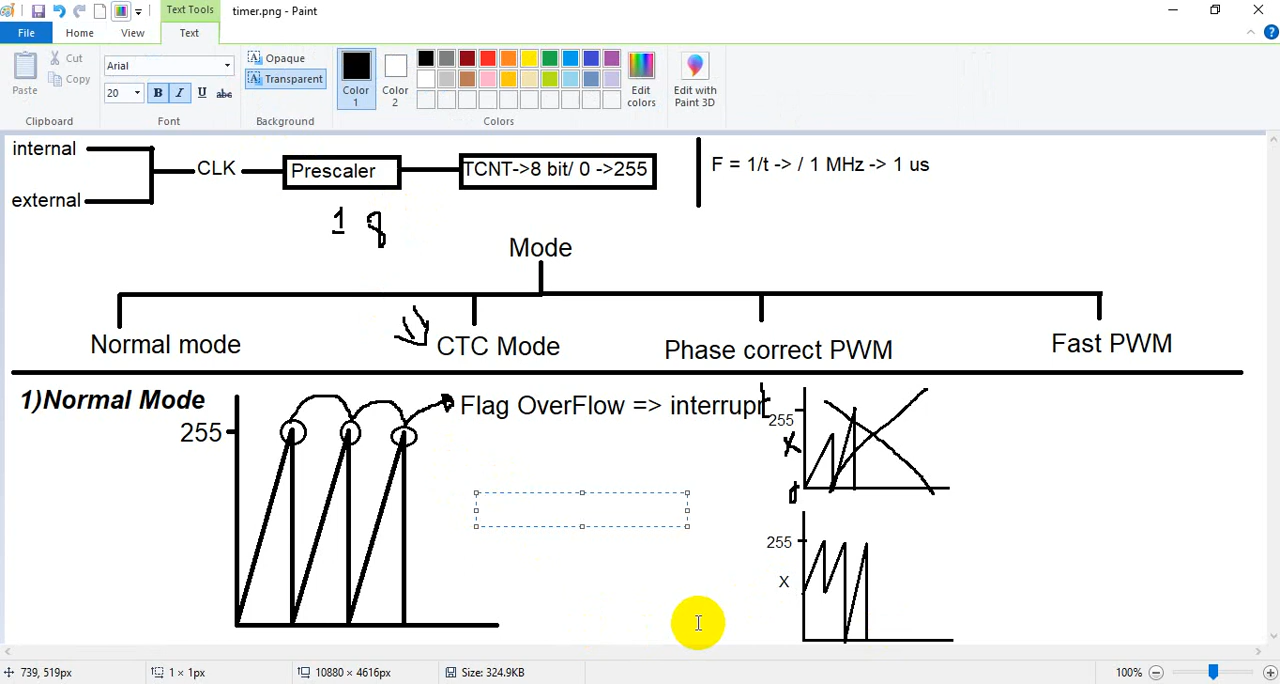 Text Tools
timer.png - Paint
File
Home
View
Text
Paste
Cut
Copy
Clipboard
Arial
20
B I U abc
Font
A Opaque
A Transparent
Background
Color 1
Color 2
Edit colors
Edit with Paint 3D
Colors
internal
external
CLK
Prescaler
TCNT->8 bit/ 0 ->255
F = 1/t -> / 1 MHz -> 1 us
1 8
Mode
Normal mode
CTC Mode
Phase correct PWM
Fast PWM
1)Normal Mode
255
Flag OverFlow => interrupt
255
X
255
X
739, 519px
1 × 1px
10880 × 4616px
Size: 324.9KB
100%